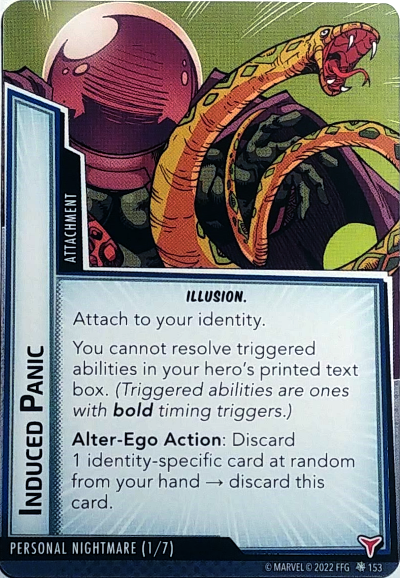 ATTACHMENT
INDUCED PANIC
ILLUSION.
Attach to your identity.
You cannot resolve triggered
abilities in your hero's printed text
box. (Triggered abilities are ones
with bold timing triggers.)
Alter-Ego Action: Discard
1 identity-specific card at random
from your hand → discard this
card.
PERSONAL NIGHTMARE (1/7)
© MARVEL © 2022 FFG 153